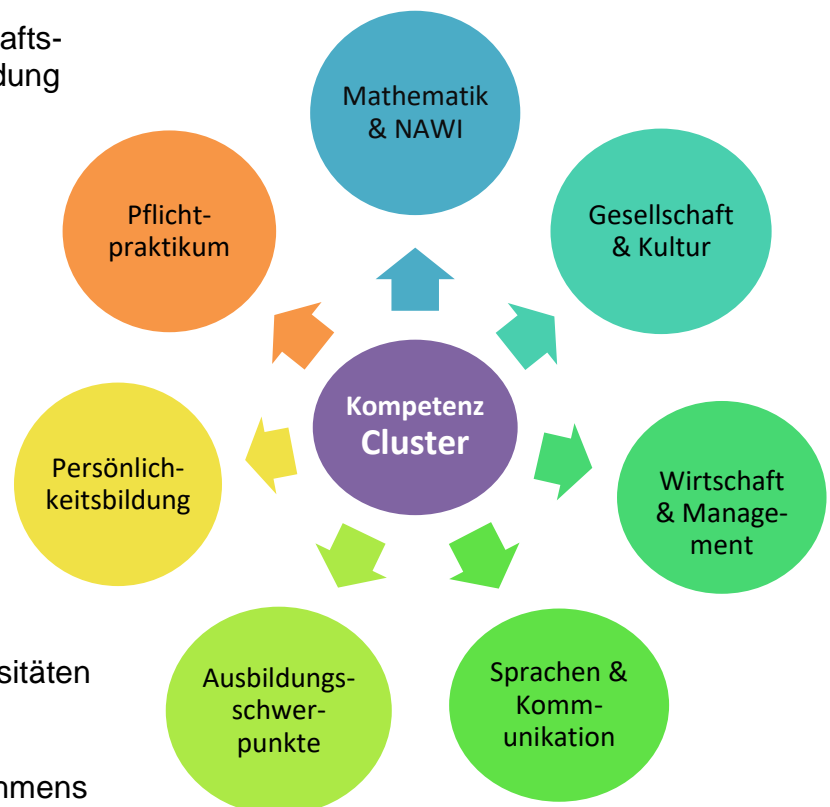 afts-
dung
Mathematik
& NAWI
Pflicht-
praktikum
Gesellschaft
& Kultur
Kompetenz
Cluster
Persönlich-
keitsbildung
Wirtschaft
& Manage-
ment
sitäten
Ausbildungs-
schwer-
punkte
Sprachen &
Komm-
unikation
hmens